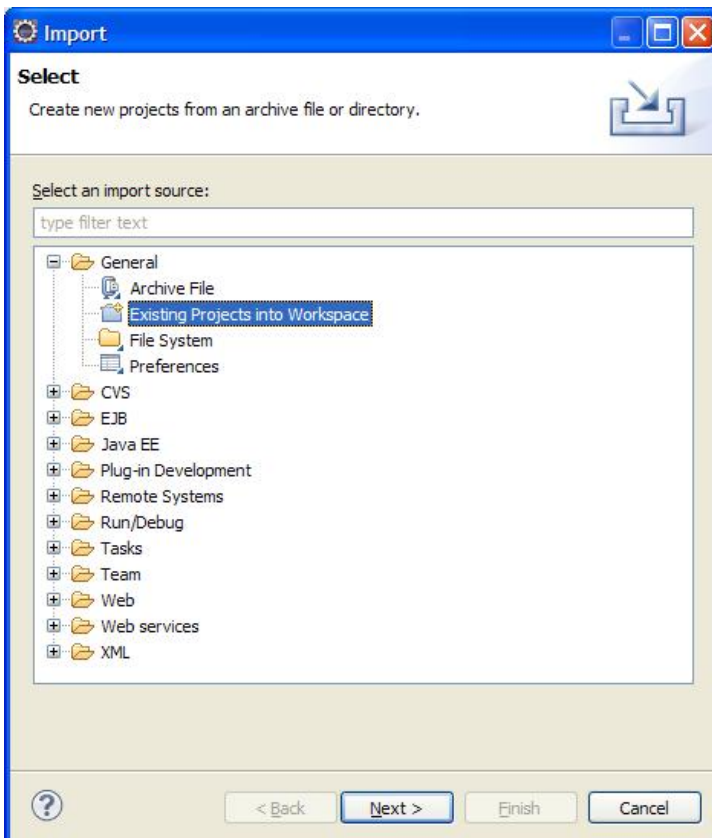 Import
Select
Create new projects from an archive file or directory.
Select an import source:
type filter text
General
Archive File
Existing Projects into Workspace
File System
Preferences
CVS
EJB
Java EE
Plug-in Development
Remote Systems
Run/Debug
Tasks
Team
Web
Web services
XML
? < Back Next > Finish Cancel